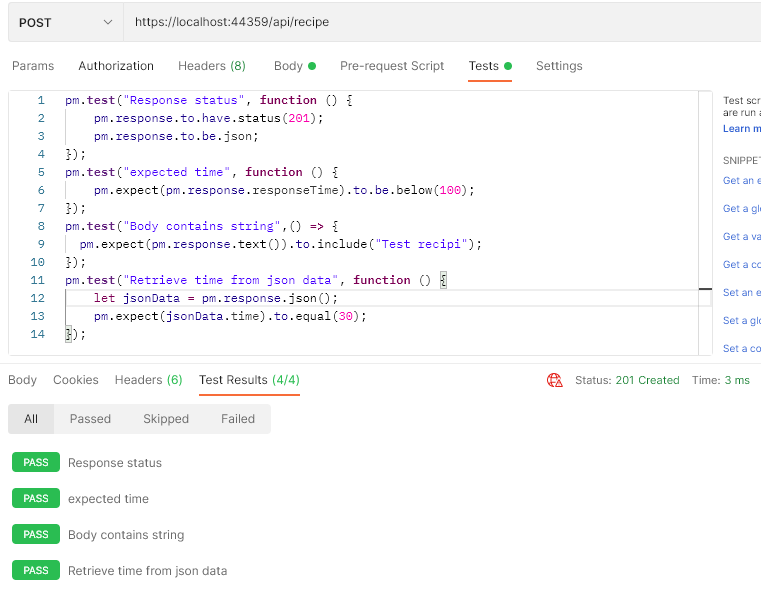 POST https://localhost:44359/api/recipe
Params Authorization Headers (8) Body Pre-request Script Tests Settings
1 pm.test("Response status", function () {
2 pm.response.to.have.status(201);
3 pm.response.to.be.json;
4 });
5 pm.test("expected time", function () {
6 pm.expect(pm.response.responseTime).to.be.below(100);
7 });
8 pm.test("Body contains string",() => {
9 pm.expect(pm.response.text()).to.include("Test recipi");
10 });
11 pm.test("Retrieve time from json data", function () {
12 let jsonData = pm.response.json();
13 pm.expect(jsonData.time).to.equal(30);
14 });
Test scr
are run a
Learn m
SNIPPET
Get an e
Get a glo
Get a va
Get a co
Set an e
Set a glo
Set a co
Body Cookies Headers (6) Test Results (4/4) Status: 201 Created Time: 3 ms
All Passed Skipped Failed
PASS Response status
PASS expected time
PASS Body contains string
PASS Retrieve time from json data